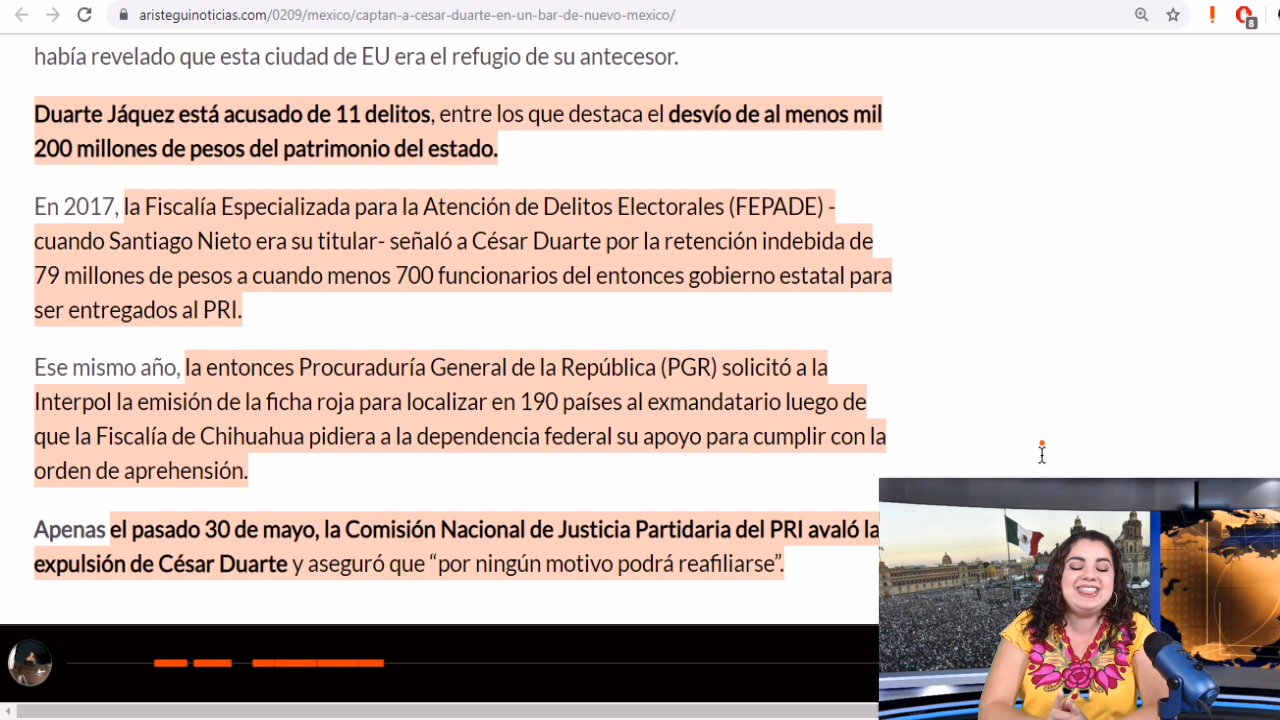 aristeguinoticias.com/0209/mexico/captan-a-cesar-duarte-en-un-bar-de-nuevo-mexico/
8
había revelado que esta ciudad de EU era el refugio de su antecesor.
Duarte Jáquez está acusado de 11 delitos, entre los que destaca el desvío de al menos mil
200 millones de pesos del patrimonio del estado.
En 2017, la Fiscalía Especializada para la Atención de Delitos Electorales (FEPADE) -
cuando Santiago Nieto era su titular- señaló a César Duarte por la retención indebida de
79 millones de pesos a cuando menos 700 funcionarios del entonces gobierno estatal para
ser entregados al PRI.
Ese mismo año, la entonces Procuraduría General de la República (PGR) solicitó a la
Interpol la emisión de la ficha roja para localizar en 190 países al exmandatario luego de
que la Fiscalía de Chihuahua pidiera a la dependencia federal su apoyo para cumplir con la
orden de aprehensión.
Apenas el pasado 30 de mayo, la Comisión Nacional de Justicia Partidaria del PRI avaló la
expulsión de César Duarte y aseguró que “por ningún motivo podrá reafiliarse”.